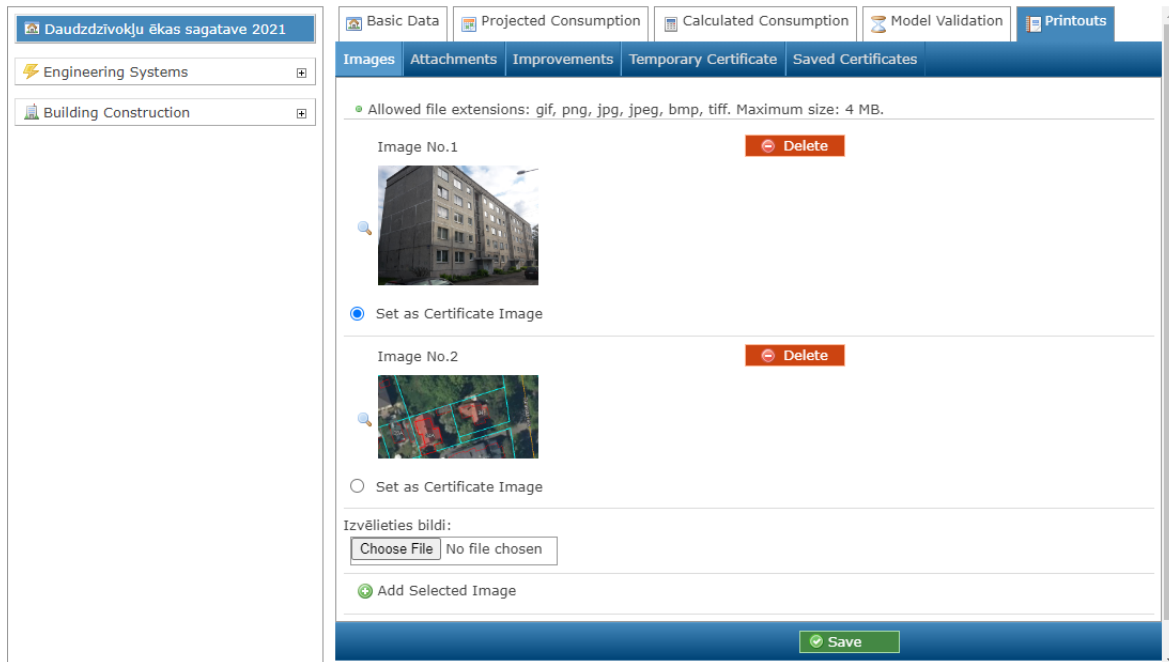 Daudzdzīvokļu ēkas sagatave 2021
Engineering Systems
Building Construction
Basic Data
Projected Consumption
Calculated Consumption
Model Validation
Printouts
Images
Attachments
Improvements
Temporary Certificate
Saved Certificates
Allowed file extensions: gif, png, jpg, jpeg, bmp, tiff. Maximum size: 4 MB.
Image No.1
Delete
Set as Certificate Image
Image No.2
Delete
Set as Certificate Image
Izvēlieties bildi:
Choose File No file chosen
Add Selected Image
Save